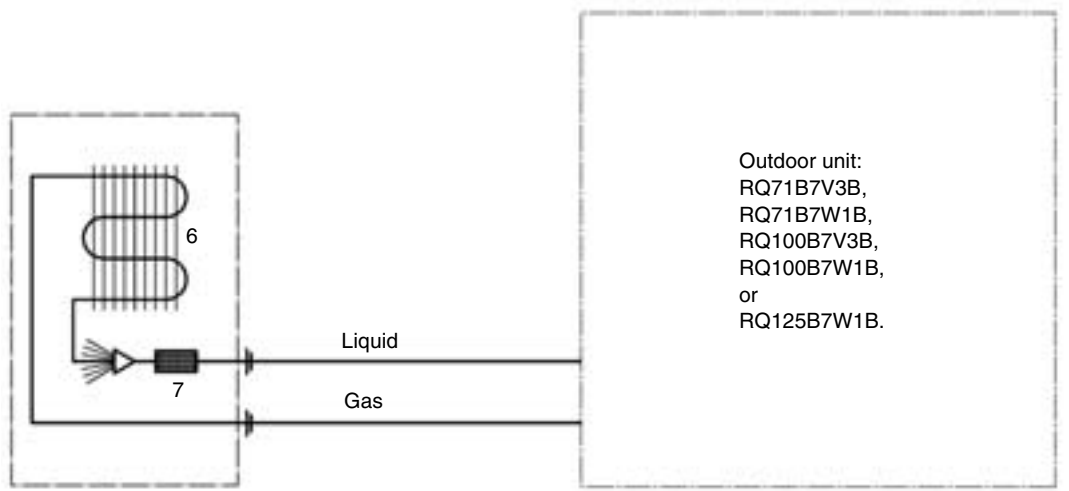 Outdoor unit:
RQ71B7V3B,
RQ71B7W1B,
RQ100B7V3B,
RQ100B7W1B,
or
RQ125B7W1B.
6
Liquid
7
Gas